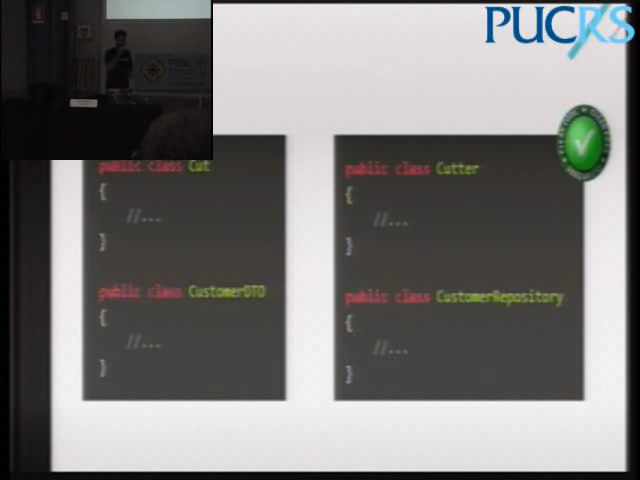 PUCRS
public class Cut
{
//...
}
public class CustomerDTO
{
//...
}
public class Cutter
{
//...
}
public class CustomerRepository
{
//...
}